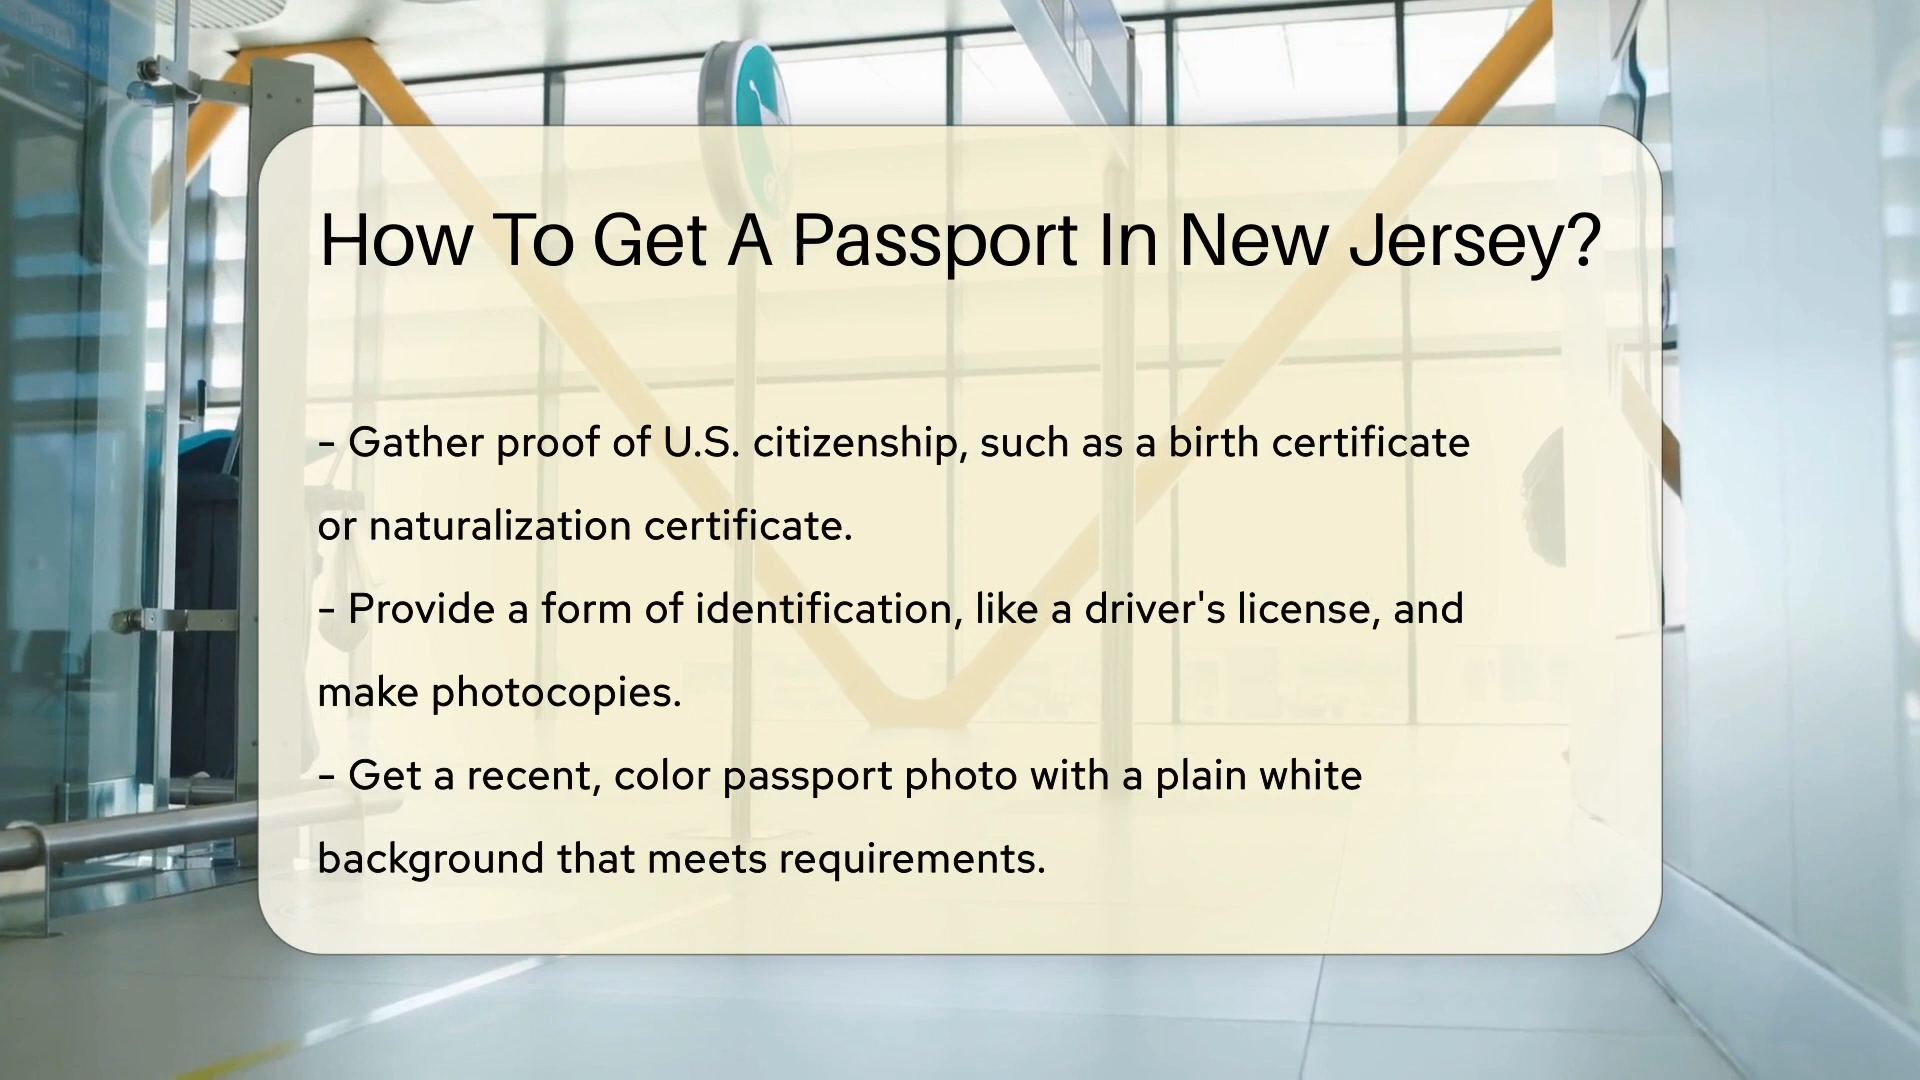 How To Get A Passport In New Jersey?
- Gather proof of U.S. citizenship, such as a birth certificate
or naturalization certificate.
- Provide a form of identification, like a driver's license, and
make photocopies.
- Get a recent, color passport photo with a plain white
background that meets requirements.